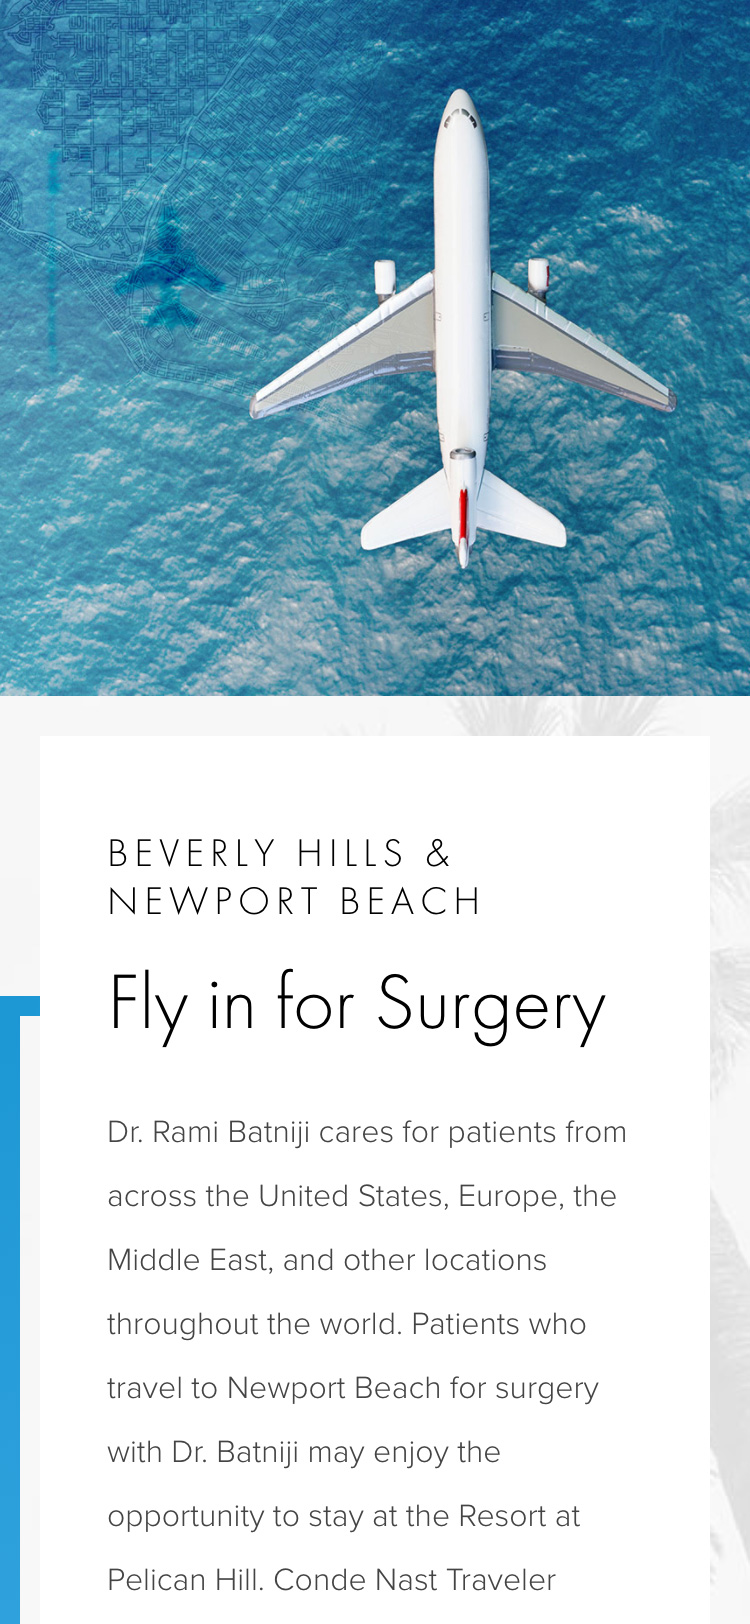 BEVERLY HILLS &
NEWPORT BEACH
Fly in for Surgery
Dr. Rami Batniji cares for patients from
across the United States, Europe, the
Middle East, and other locations
throughout the world. Patients who
travel to Newport Beach for surgery
with Dr. Batniji may enjoy the
opportunity to stay at the Resort at
Pelican Hill. Conde Nast Traveler